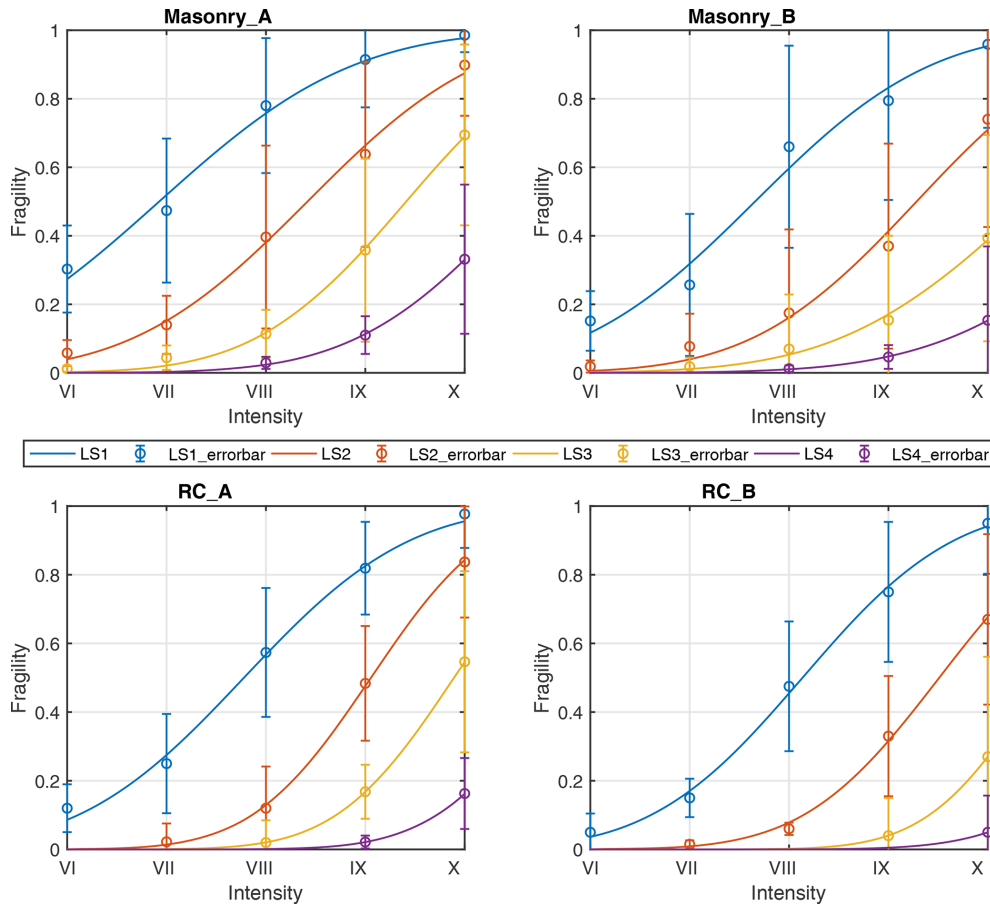 Masonry_A Masonry_B
1 1
0.8 0.8
0.6 0.6
0.4 0.4
0.2 0.2
0 0
Fragility Fragility
VI VII VIII IX X VI VII VIII IX X
Intensity Intensity
LS1 LS1_errorbar LS2 LS2_errorbar LS3 LS3_errorbar LS4 LS4_errorbar
RC_A RC_B
1 1
0.8 0.8
0.6 0.6
0.4 0.4
0.2 0.2
0 0
Fragility Fragility
VI VII VIII IX X VI VII VIII IX X
Intensity Intensity